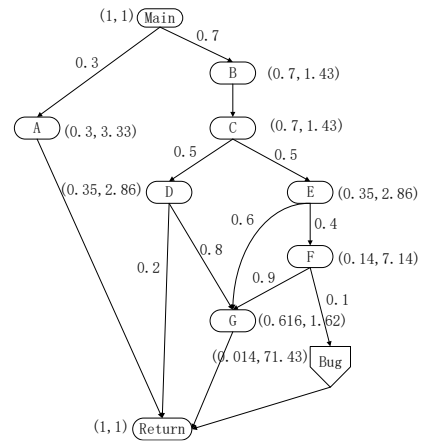 (1,1) Main
0.7
0.3
B (0.7,1.43)
A (0.3,3.33)
C (0.7,1.43)
0.5 0.5
(0.35,2.86) D
E (0.35,2.86)
0.6 0.4
0.8
0.2
F (0.14,7.14)
0.9
0.1
G (0.616,1.62)
(0.014,71.43) Bug
(1,1) Return